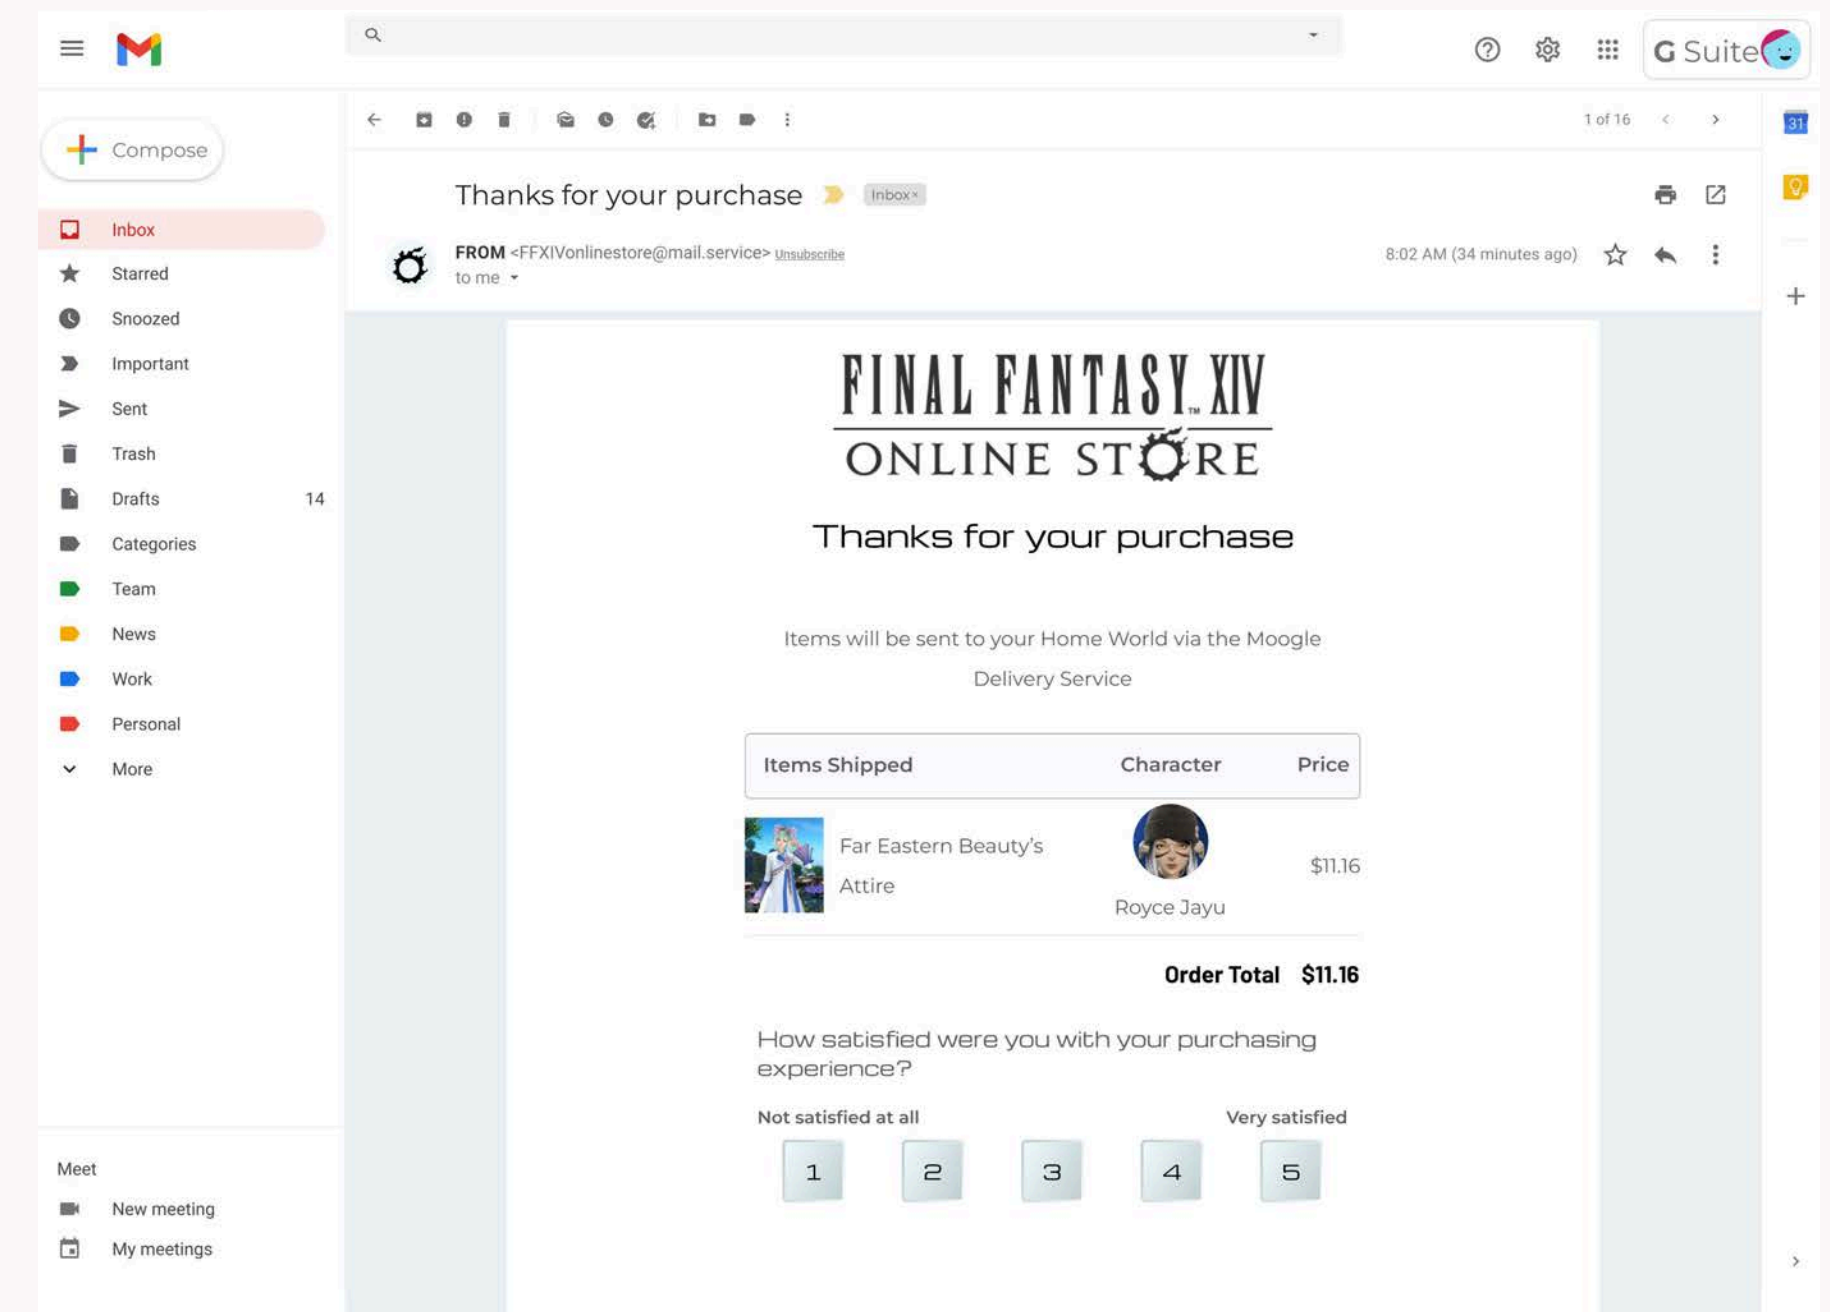 G Suite
Compose
1 of 16
31
Thanks for your purchase
Inbox×
Inbox
FROM <FFXIVonlinestore@mail.service> Unsubscribe
8:02 AM (34 minutes ago)
to me
Starred
Snoozed
Important
Sent
Trash
Drafts 14
Categories
Team
News
Work
Personal
More
FINAL FANTASY™ XIV
ONLINE STORE
Thanks for your purchase
Items will be sent to your Home World via the Moogle
Delivery Service
Items Shipped Character Price
Far Eastern Beauty's
Attire
Royce Jayu
$11.16
Order Total $11.16
How satisfied were you with your purchasing
experience?
Not satisfied at all Very satisfied
1 2 3 4 5
Meet
New meeting
My meetings